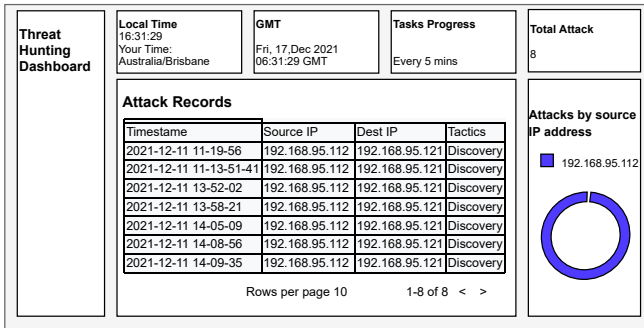 Threat
Hunting
Dashboard
Local Time
16:31:29
Your Time:
Australia/Brisbane
GMT
Fri, 17,Dec 2021
06:31:29 GMT
Tasks Progress
Every 5 mins
Total Attack
8
Attack Records
Timestame Source IP Dest IP Tactics
2021-12-11 11-19-56 192.168.95.112 192.168.95.121 Discovery
2021-12-11 11-13-51-41 192.168.95.112 192.168.95.121 Discovery
2021-12-11 13-52-02 192.168.95.112 192.168.95.121 Discovery
2021-12-11 13-58-21 192.168.95.112 192.168.95.121 Discovery
2021-12-11 14-05-09 192.168.95.112 192.168.95.121 Discovery
2021-12-11 14-08-56 192.168.95.112 192.168.95.121 Discovery
2021-12-11 14-09-35 192.168.95.112 192.168.95.121 Discovery
Rows per page 10 1-8 of 8 < >
Attacks by source
IP address
192.168.95.112